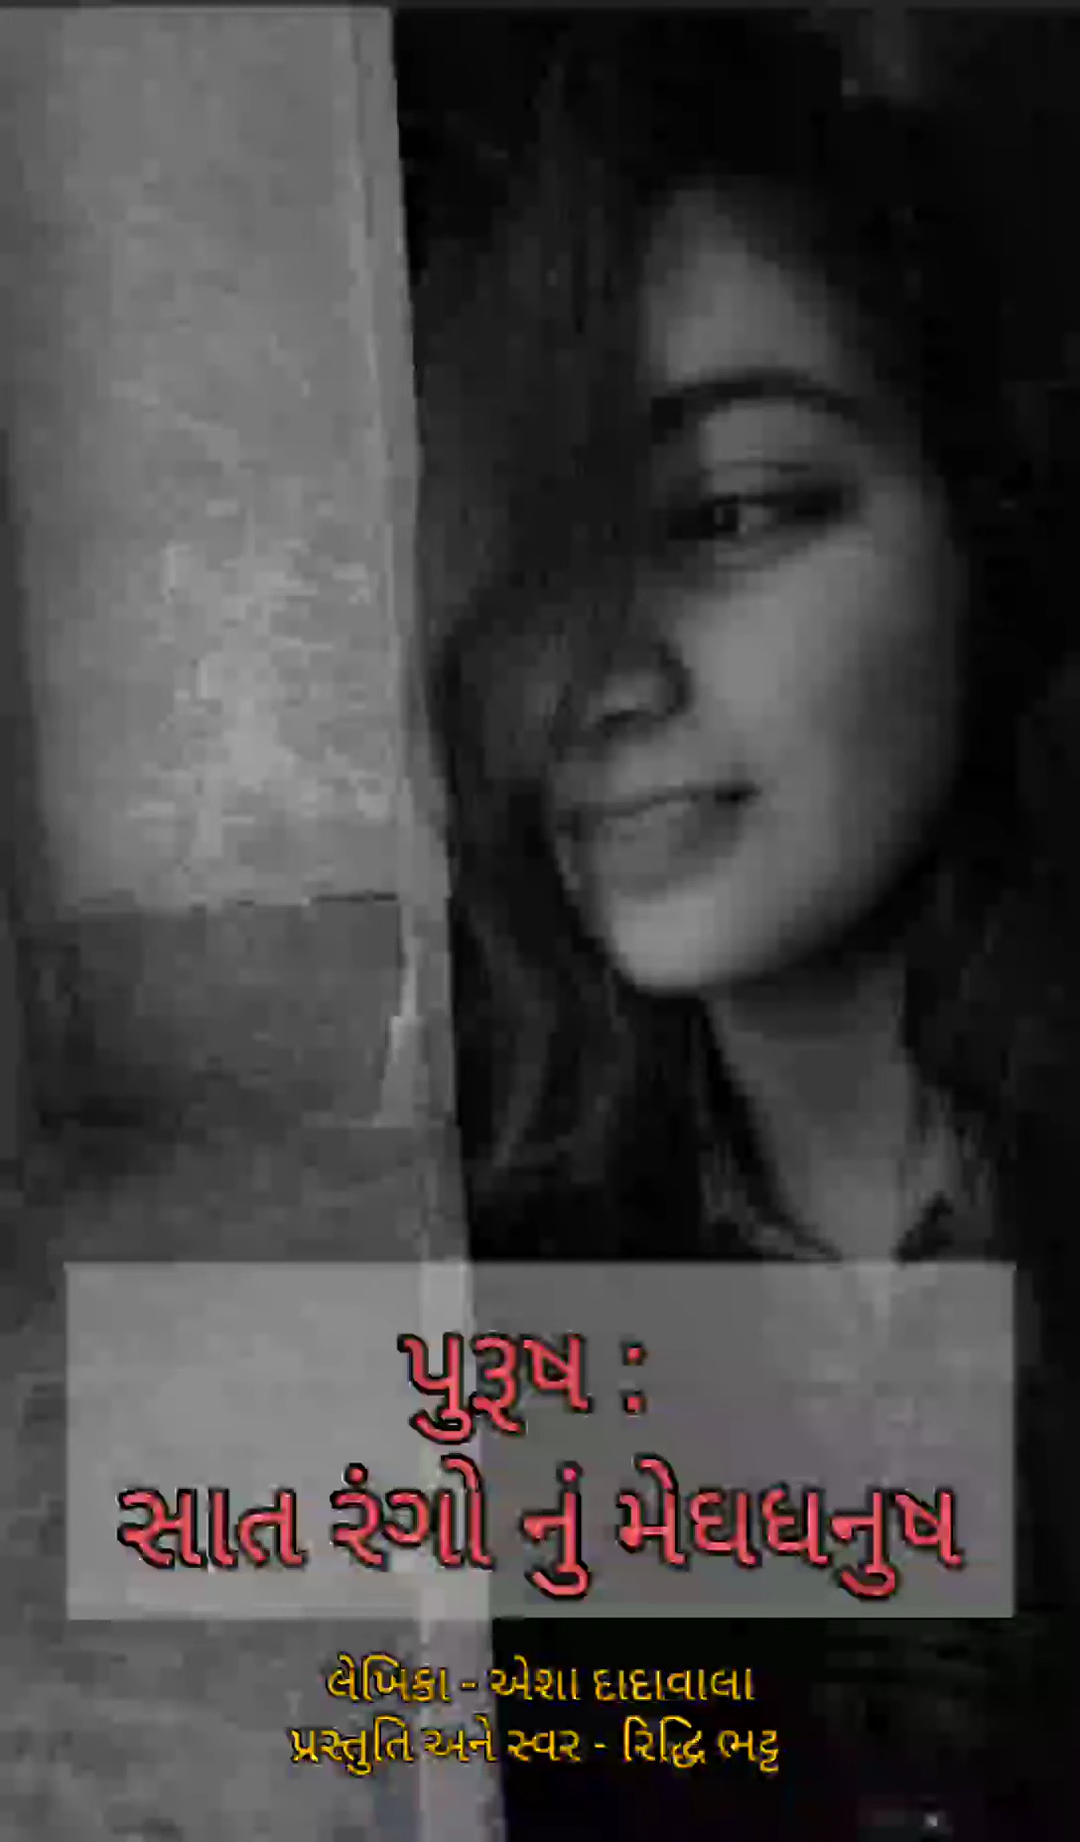 પુરૂષ :
સાત રંગો નું મેઘધનુષ
લેખિકા - એશા દાદાવાલા
પ્રસ્તુતિ અને સ્વર - રિદ્ધિ ભટ્ટ